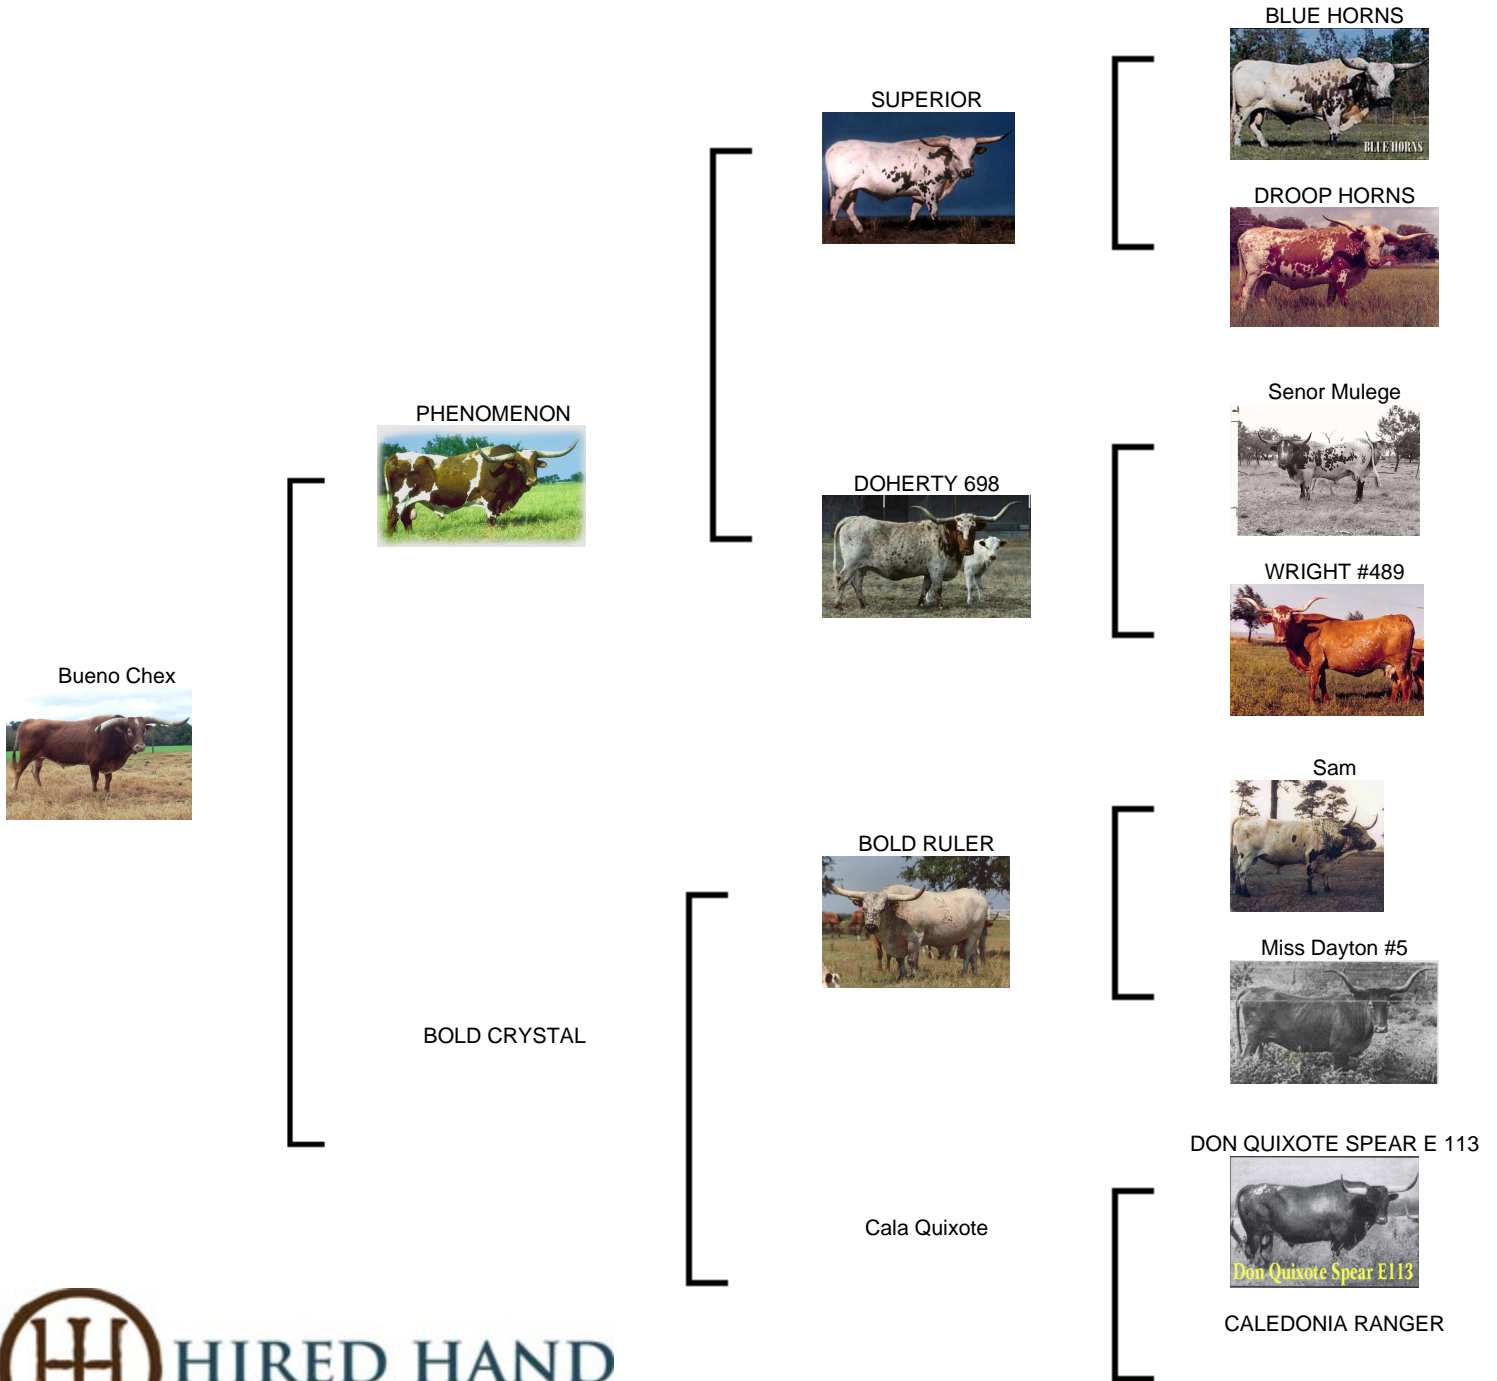 BLUE HORNS
BLUE HORNS
SUPERIOR
DROOP HORNS
Senor Mulege
PHENOMENON
DOHERTY 698
WRIGHT #489
Bueno Chex
Sam
BOLD RULER
Miss Dayton #5
BOLD CRYSTAL
DON QUIXOTE SPEAR E 113
Don Quixote Spear E113
Cala Quixote
CALEDONIA RANGER
HIRED HAND